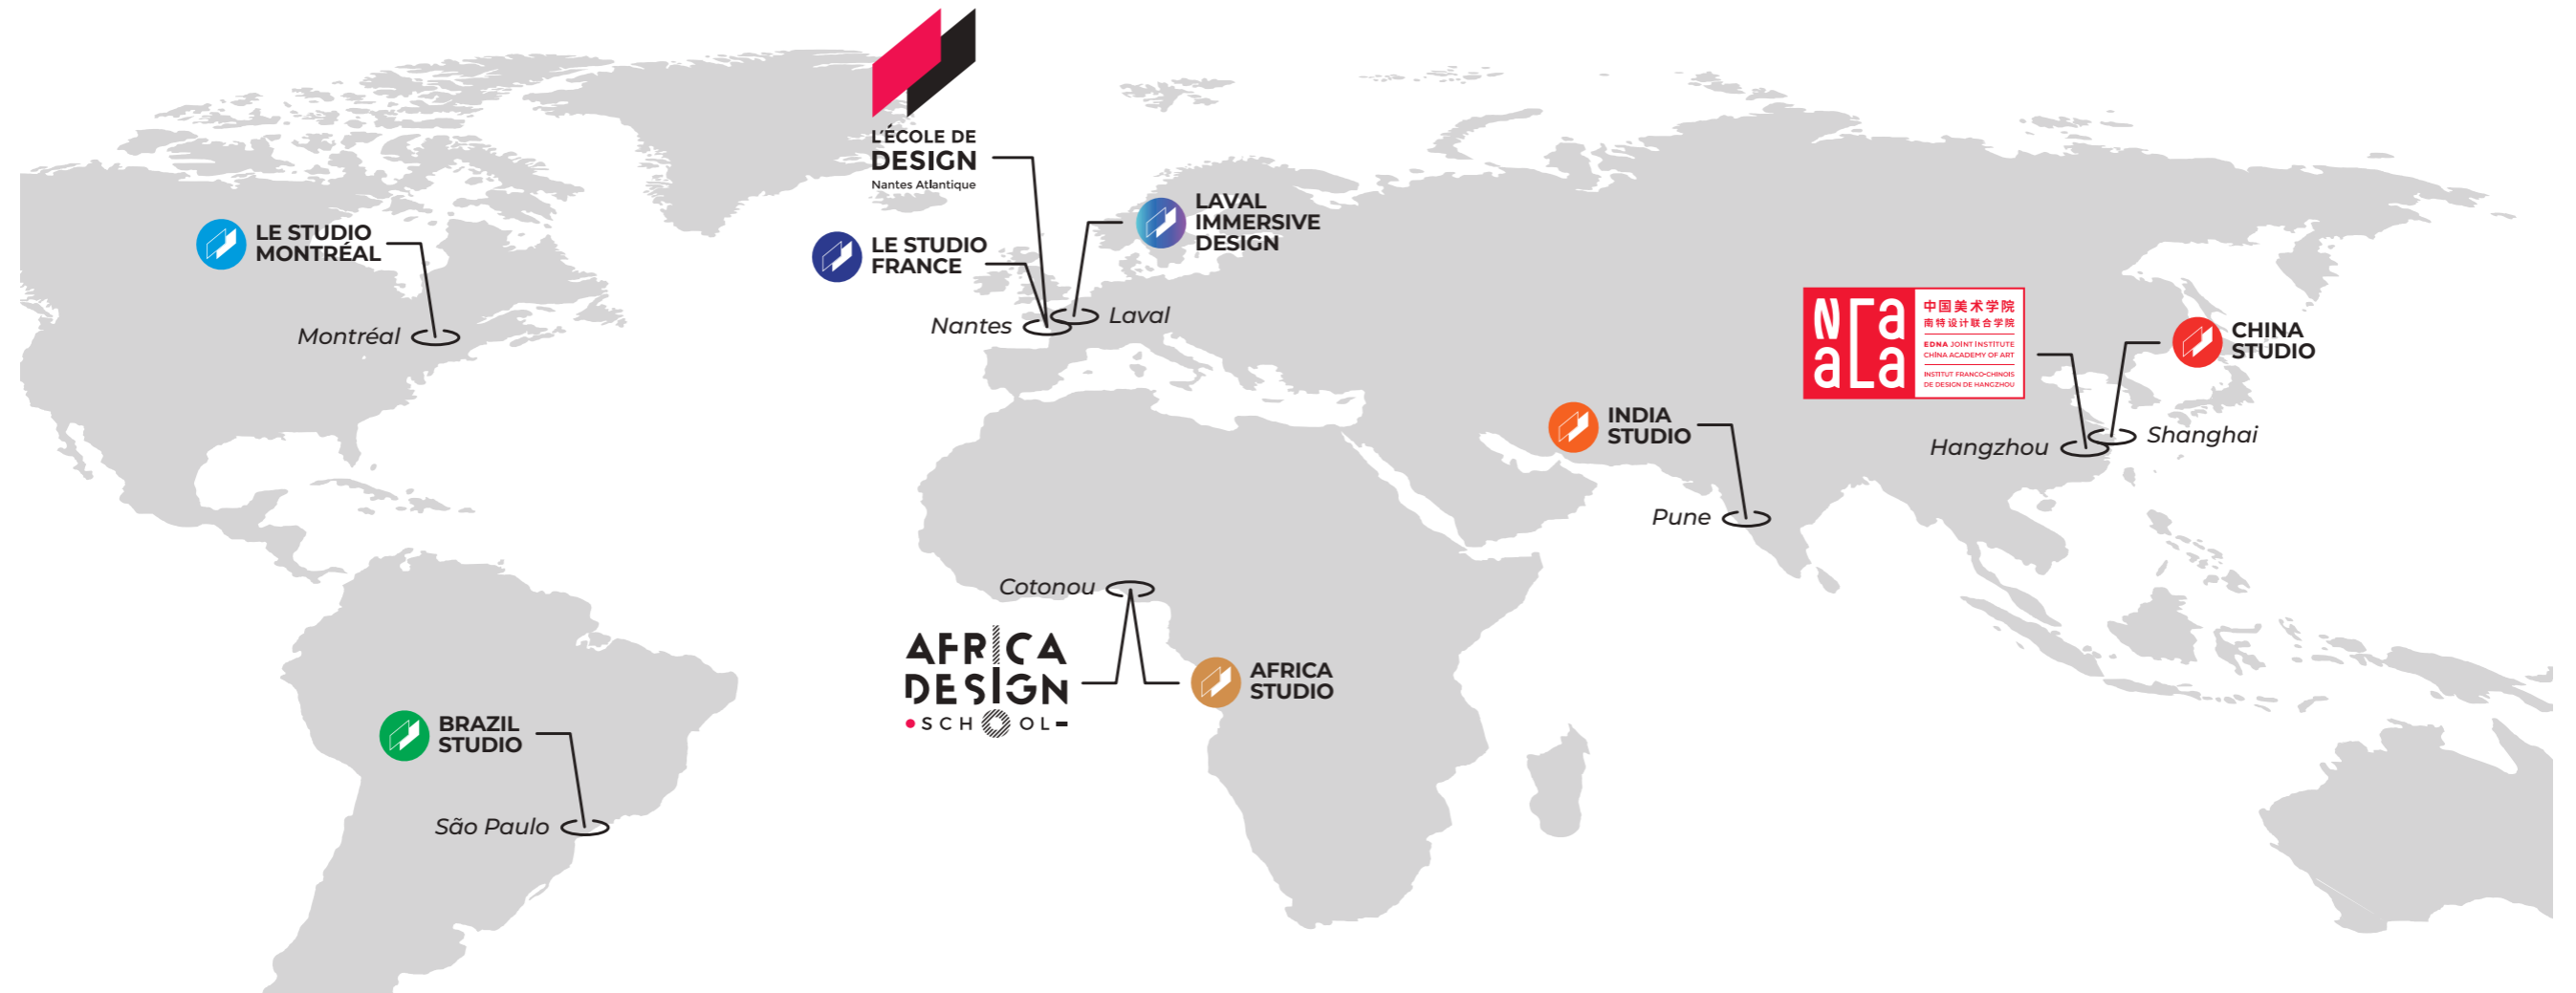 L'ÉCOLE DE
DESIGN
Nantes Atlantique
LE STUDIO
MONTRÉAL
Montréal
LE STUDIO
FRANCE
LAVAL
IMMERSIVE
DESIGN
Nantes
Laval
中国美术学院
南特设计联合学院
EDNA JOINT INSTITUTE
CHINA ACADEMY OF ART
INSTITUT FRANCO-CHINOIS
DE DESIGN DE HANGZHOU
CHINA
STUDIO
Hangzhou
Shanghai
INDIA
STUDIO
Pune
Cotonou
AFRICA
DESIGN
SCHOOL
AFRICA
STUDIO
BRAZIL
STUDIO
São Paulo